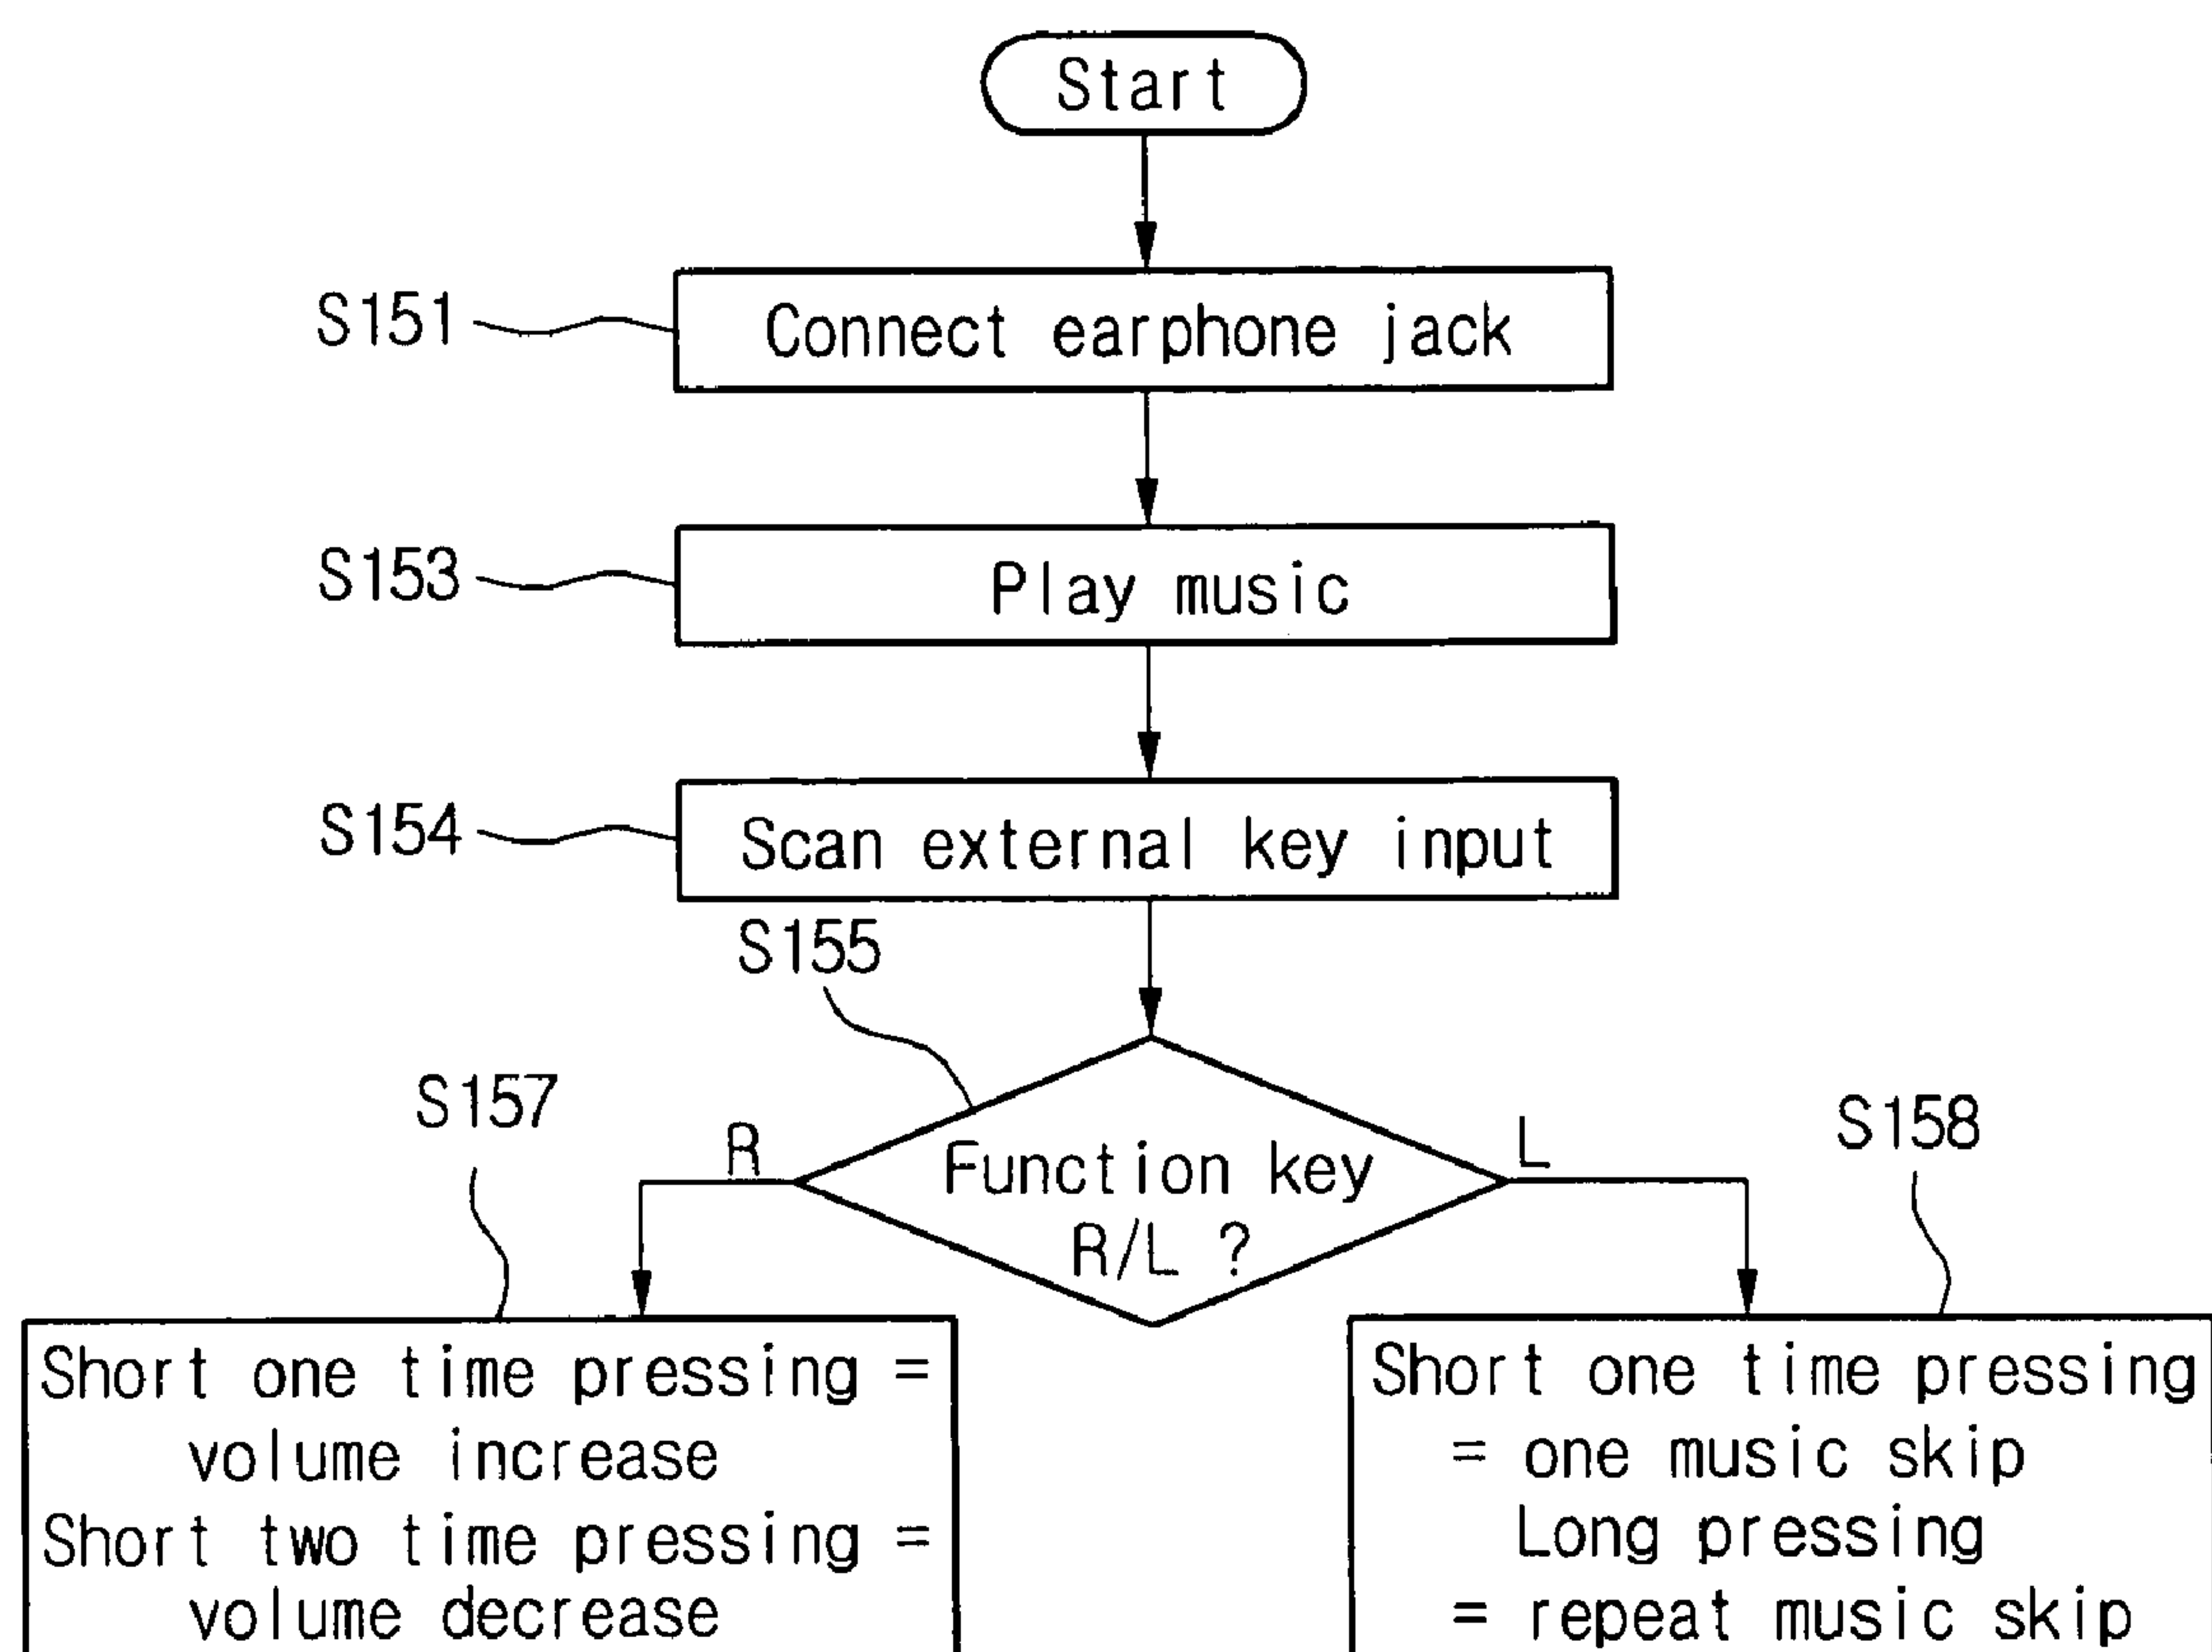 Start
S151
Connect earphone jack
S153
Play music
S154
Scan external key input
S155
S157
R
Function key
R/L ?
L
S158
Short one time pressing =
volume increase
Short two time pressing =
volume decrease
Short one time pressing
= one music skip
Long pressing
= repeat music skip